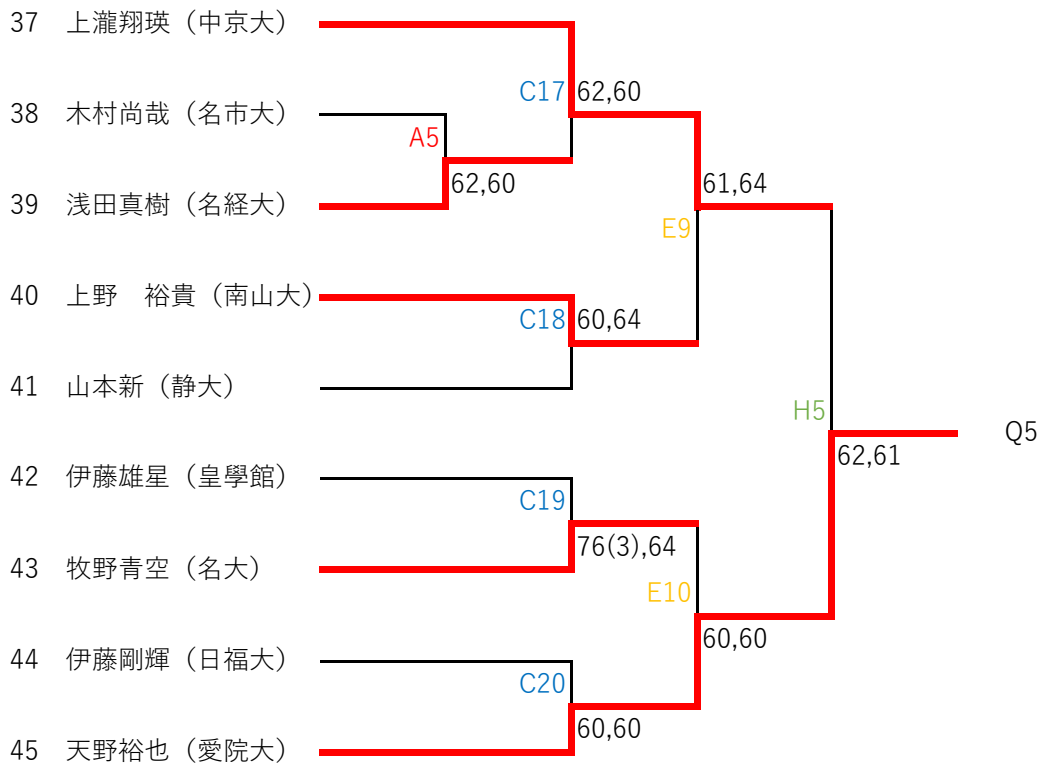 37 上瀧翔瑛（中京大）
C17 62,60
38 木村尚哉（名市大）
A5
62,60
61,64
39 浅田真樹（名経大）
E9
40 上野　裕貴（南山大）
C18 60,64
41 山本新（静大）
H5
Q5
62,61
42 伊藤雄星（皇學館）
C19
76(3),64
43 牧野青空（名大）
E10
60,60
44 伊藤剛輝（日福大）
C20
60,60
45 天野裕也（愛院大）